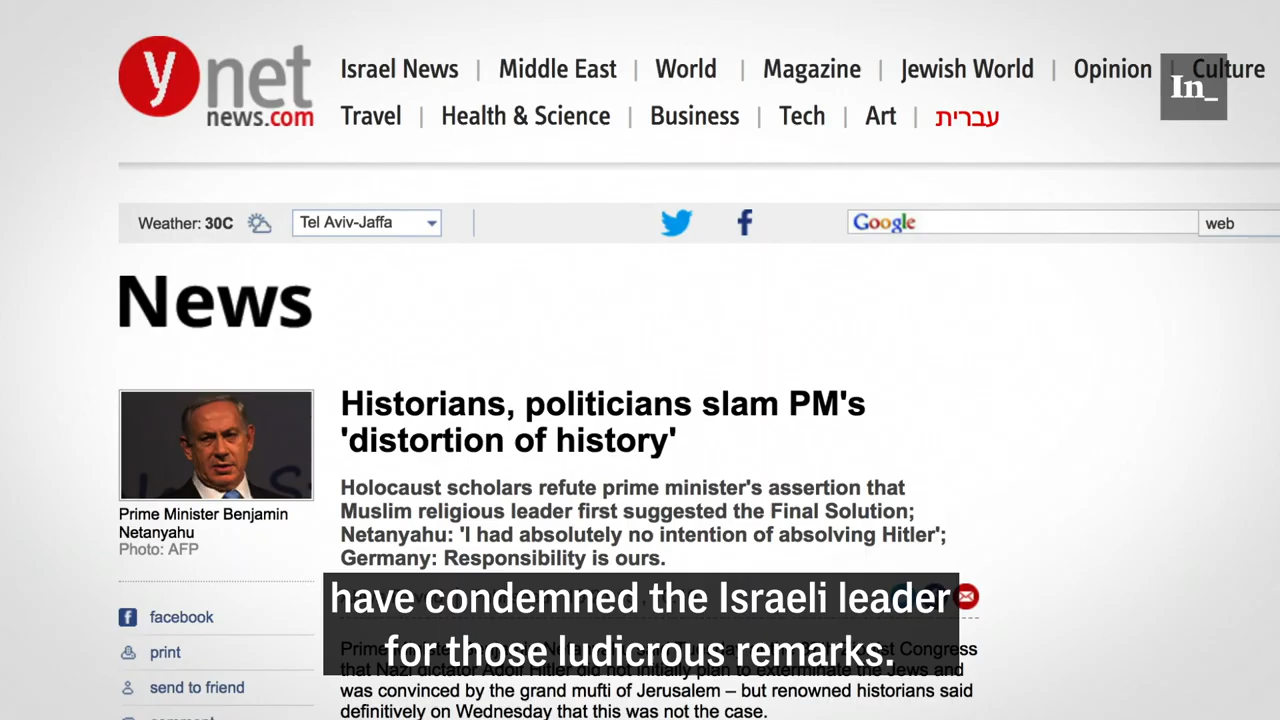 ynet
news.com
Israel News | Middle East | World | Magazine | Jewish World | Opinion | Culture
Travel | Health & Science | Business | Tech | Art | עברית
In_
Weather: 30C
Tel Aviv-Jaffa
Google
web
News
Historians, politicians slam PM's
'distortion of history'
Holocaust scholars refute prime minister's assertion that
Muslim religious leader first suggested the Final Solution;
Netanyahu: 'I had absolutely no intention of absolving Hitler';
Germany: Responsibility is ours.
Prime Minister Benjamin
Netanyahu
Photo: AFP
facebook
print
send to friend
have condemned the Israeli leader
for those ludicrous remarks.
that Nazi dictator Adolf Hitler did not initially plan to exterminate the Jews and
was convinced by the grand mufti of Jerusalem – but renowned historians said
definitively on Wednesday that this was not the case.